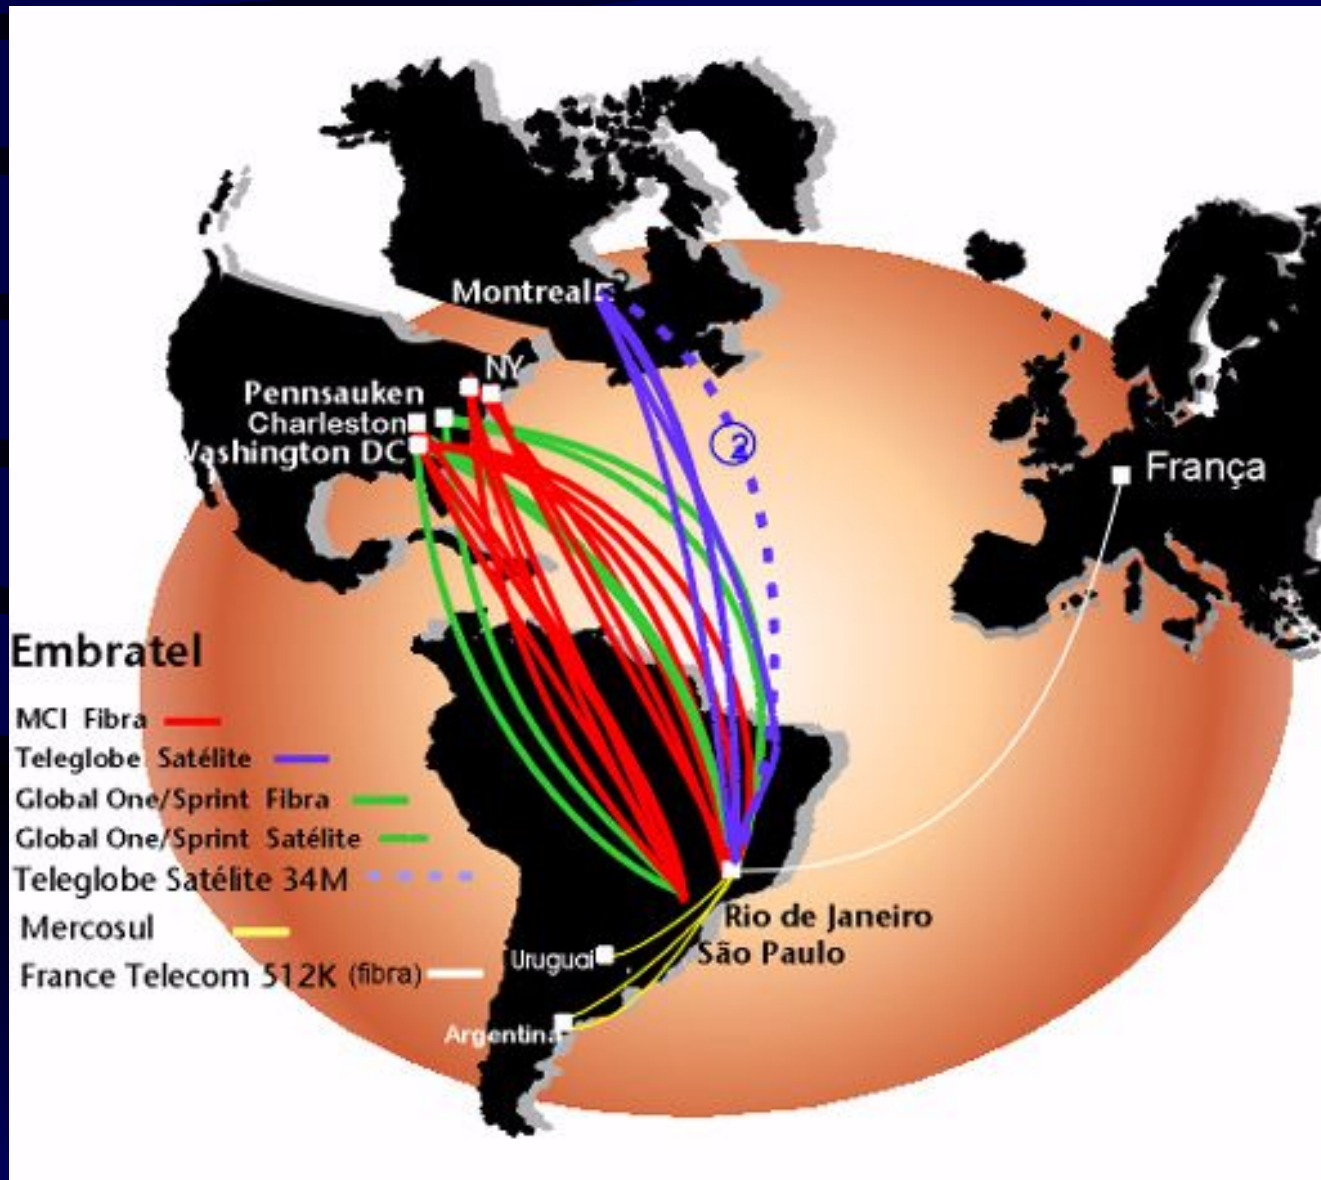 Montreal
2
NY
Pennsauken
Charleston
Washington DC
2
França
Embratel
MCI Fibra
Teleglobe Satélite
Global One/Sprint Fibra
Global One/Sprint Satélite
Teleglobe Satélite 34M
Mercosul
France Telecom 512K (fibra)
Rio de Janeiro
São Paulo
Uruguai
Argentina